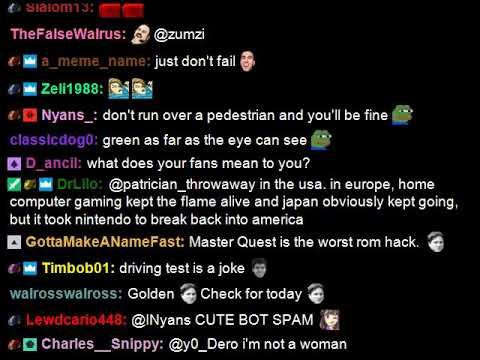 Slalom13:
TheFalseWalrus: @zumzi
a_meme_name: just don't fail
Zeli1988:
Nyans_: don't run over a pedestrian and you'll be fine
classicdog0: green as far as the eye can see
D_ancil: what does your fans mean to you?
DrLilo: @patrician_throwaway in the usa. in europe, home
computer gaming kept the flame alive and japan obviously kept going,
but it took nintendo to break back into america
GottaMakeANameFast: Master Quest is the worst rom hack.
Timbob01: driving test is a joke
walrosswalross: Golden Check for today
Lewdcario448: @INyans CUTE BOT SPAM
Charles__Snippy: @y0_Dero i'm not a woman